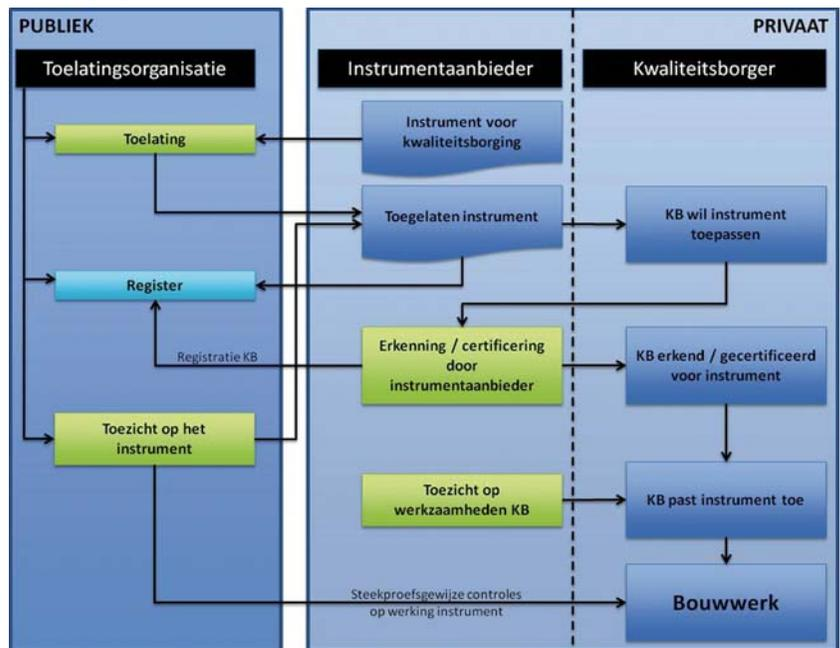 PUBLIEK
PRIVAAT
Toelatingsorganisatie
Instrumentaanbieder
Kwaliteitsborger
Toelating
Instrument voor
kwaliteitsborging
Toegelaten instrument
KB wil instrument
toepassen
Register
Registratie KB
Erkenning / certificering
door
instrumentaanbieder
KB erkend / gecertificeerd
voor instrument
Toezicht op het
instrument
Toezicht op
werkzaamheden KB
KB past instrument toe
Steekproefsgewijze controles
op werking instrument
Bouwwerk